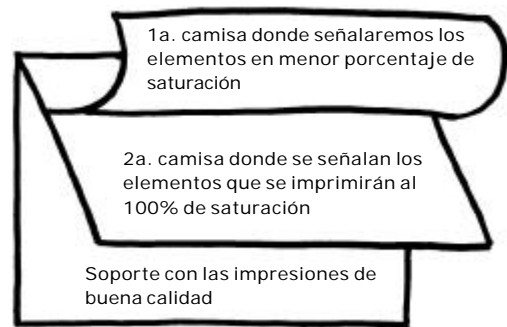 1a. camisa donde señalaremos los
elementos en menor porcentaje de
saturación
2a. camisa donde se señalan los
elementos que se imprimirán al
100% de saturación
Soporte con las impresiones de
buena calidad